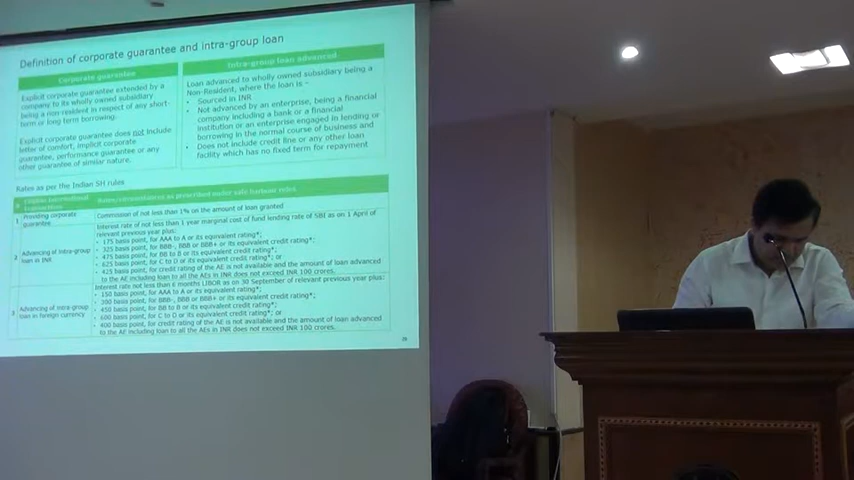 Definition of corporate guarantee and intra-group loan
Corporate guarantee
Explicit corporate guarantee extended by a
company to its wholly owned subsidiary
being a non-resident in respect of any short-
term or long term borrowing.
Explicit corporate guarantee does not include
letter of comfort, implicit corporate
guarantee, performance guarantee or any
other guarantee of similar nature.
Intra-group loan advanced
Loan advanced to wholly owned subsidiary being a
Non-Resident, where the loan is –
• Sourced in INR
• Not advanced by an enterprise, being a financial
company including a bank or a financial
institution or an enterprise engaged in lending or
borrowing in the normal course of business and
• Does not include credit line or any other loan
facility which has no fixed term for repayment
Rates as per the Indian SH rules
# Eligible International
Transaction
Rates/circumstances as prescribed under safe harbour rules
1 Providing corporate
guarantee
Commission of not less than 1% on the amount of loan granted
2 Advancing of intra-group
loan in INR
Interest rate of not less than 1 year marginal cost of fund lending rate of SBI as on 1 April of
relevant previous year plus:
• 175 basis point, for AAA to A or its equivalent rating*;
• 325 basis point, for BBB-, BBB or BBB+ or its equivalent credit rating*;
• 475 basis point, for BB to B or its equivalent credit rating*;
• 625 basis point, for C to D or its equivalent credit rating*; or
• 425 basis point, for credit rating of the AE is not available and the amount of loan advanced
to the AE including loan to all the AEs in INR does not exceed INR 100 crores.
3 Advancing of intra-group
loan in foreign currency
Interest rate not less than 6 months LIBOR as on 30 September of relevant previous year plus:
• 150 basis point, for AAA to A or its equivalent rating*;
• 300 basis point, for BBB-, BBB or BBB+ or its equivalent credit rating*;
• 450 basis point, for BB to B or its equivalent credit rating*;
• 600 basis point, for C to D or its equivalent credit rating*; or
• 400 basis point, for credit rating of the AE is not available and the amount of loan advanced
to the AE including loan to all the AEs in INR does not exceed INR 100 crores.